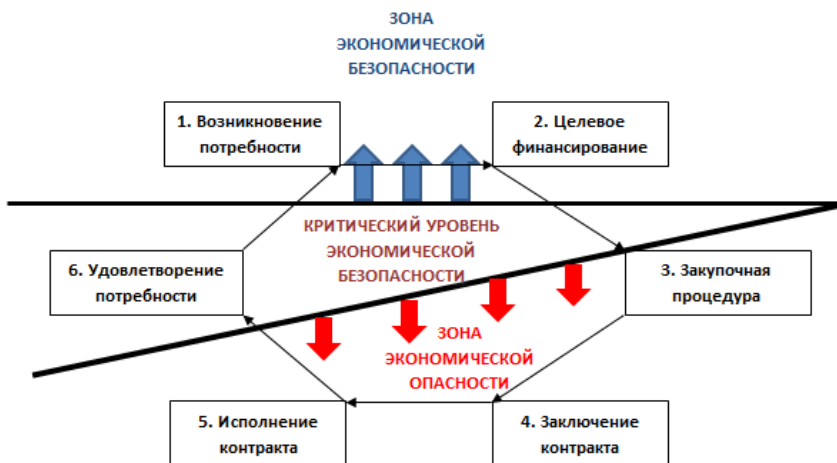 ЗОНА
ЭКОНОМИЧЕСКОЙ
БЕЗОПАСНОСТИ
1. Возникновение
потребности
2. Целевое
финансирование
КРИТИЧЕСКИЙ УРОВЕНЬ
ЭКОНОМИЧЕСКОЙ
БЕЗОПАСНОСТИ
6. Удовлетворение
потребности
3. Закупочная
процедура
ЗОНА
ЭКОНОМИЧЕСКОЙ
ОПАСНОСТИ
5. Исполнение
контракта
4. Заключение
контракта